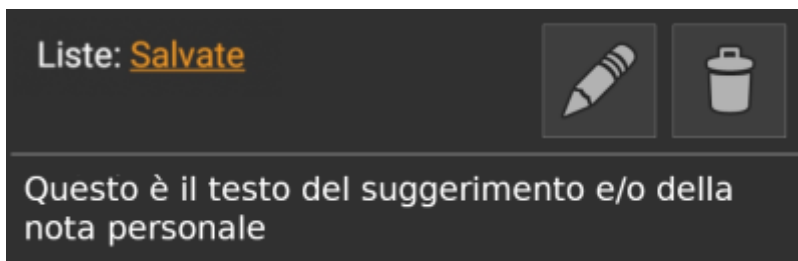 Liste: Salvate
Questo è il testo del suggerimento e/o della
nota personale